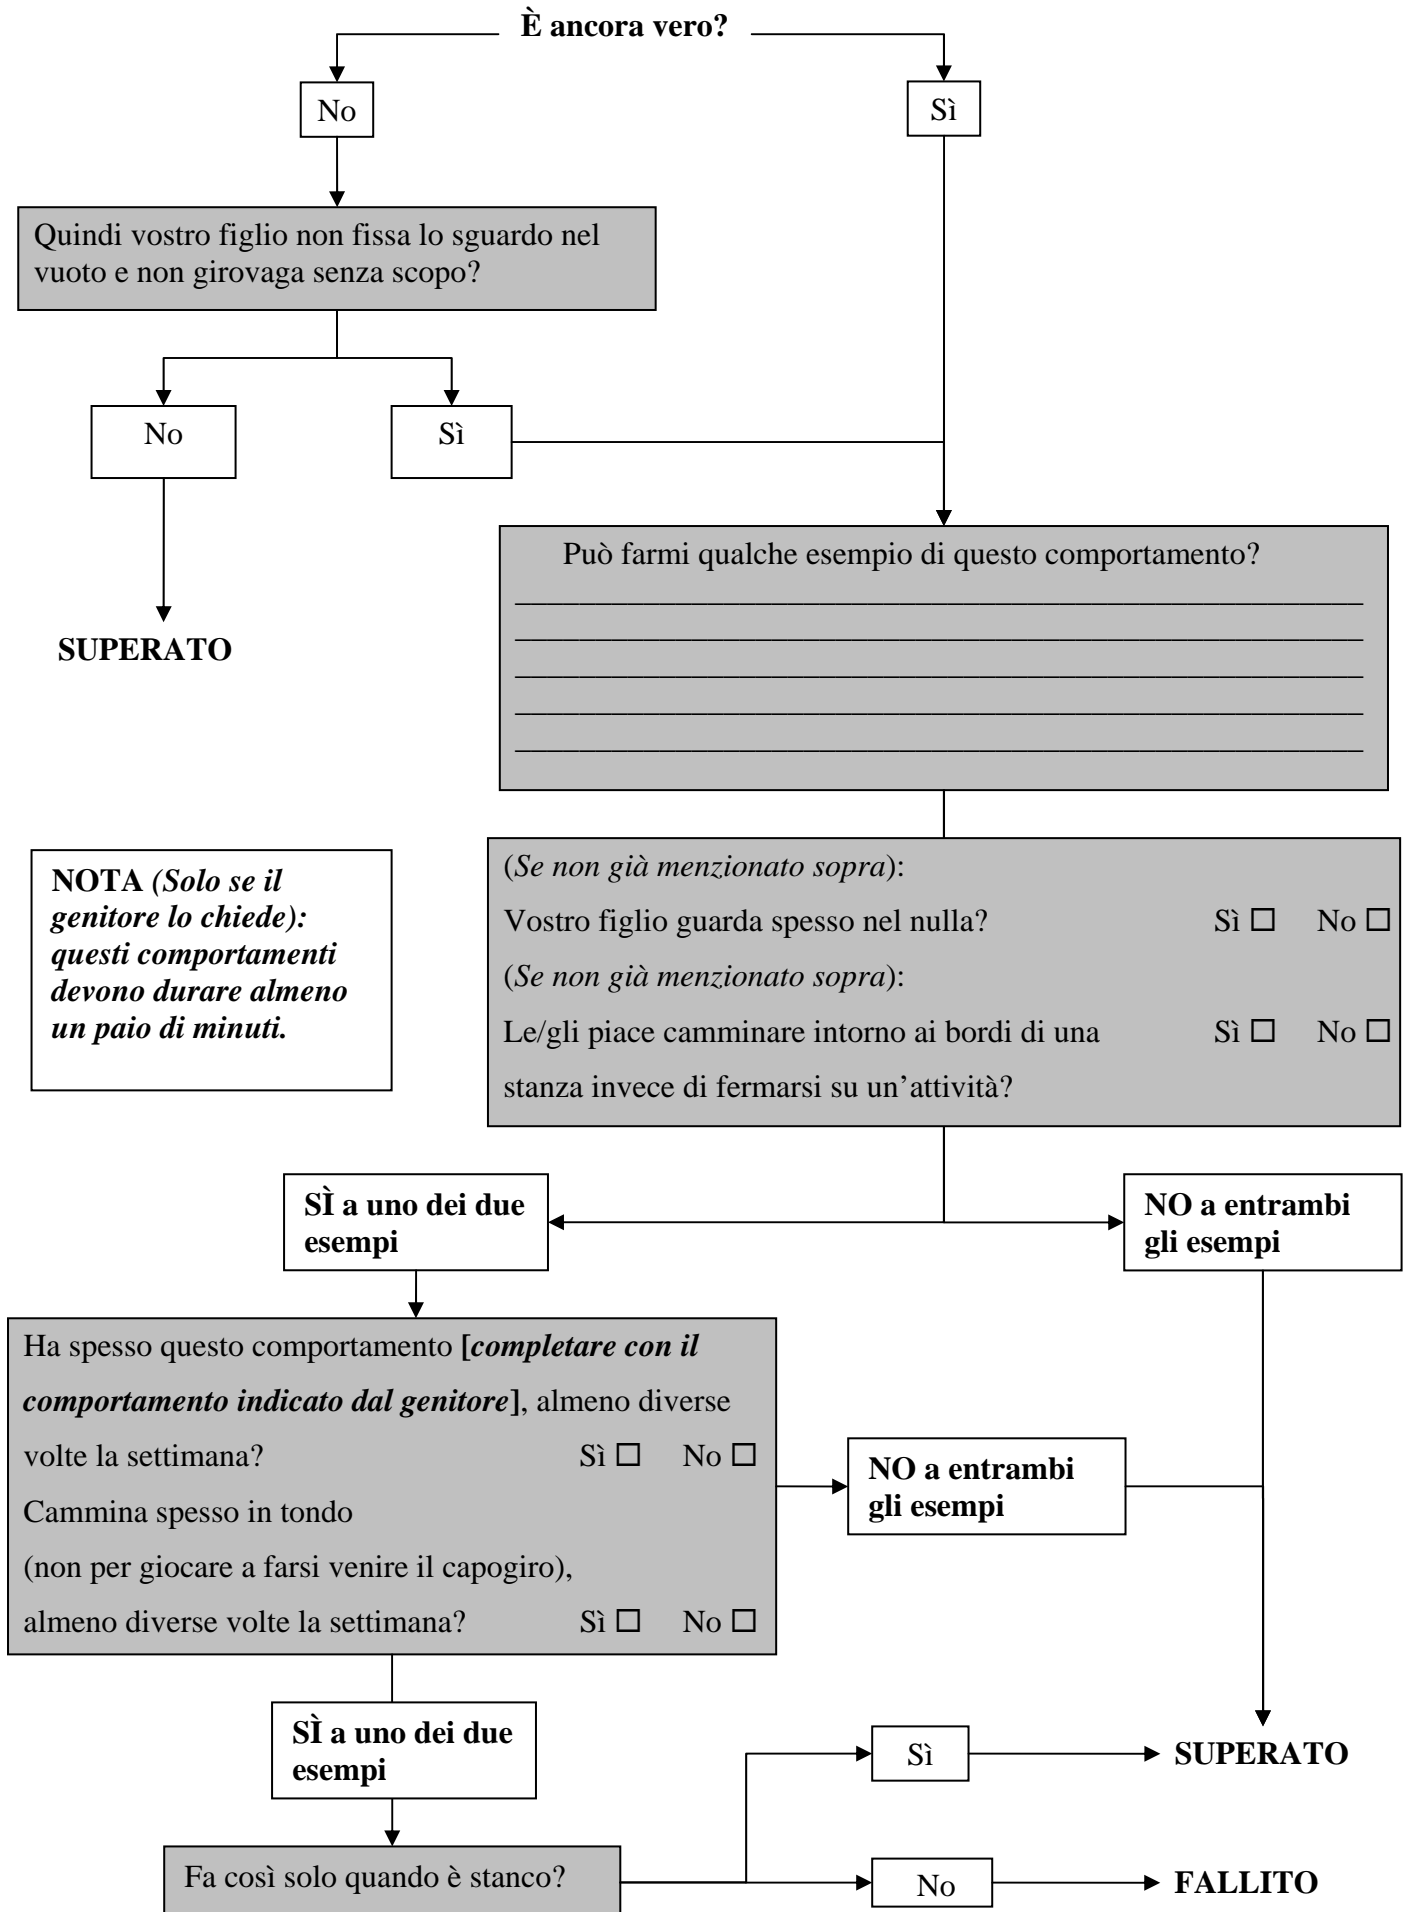 È ancora vero?
No
Sì
Quindi vostro figlio non fissa lo sguardo nel
vuoto e non girovaga senza scopo?
No
Sì
SUPERATO
Può farmi qualche esempio di questo comportamento?
NOTA (Solo se il
genitore lo chiede):
questi comportamenti
devono durare almeno
un paio di minuti.
(Se non già menzionato sopra):
Vostro figlio guarda spesso nel nulla? Sì ☐ No ☐
(Se non già menzionato sopra):
Le/gli piace camminare intorno ai bordi di una Sì ☐ No ☐
stanza invece di fermarsi su un’attività?
SÌ a uno dei due
esempi
NO a entrambi
gli esempi
Ha spesso questo comportamento [completare con il
comportamento indicato dal genitore], almeno diverse
volte la settimana? Sì ☐ No ☐
Cammina spesso in tondo
(non per giocare a farsi venire il capogiro),
almeno diverse volte la settimana? Sì ☐ No ☐
NO a entrambi
gli esempi
SÌ a uno dei due
esempi
Sì
SUPERATO
Fa così solo quando è stanco?
No
FALLITO